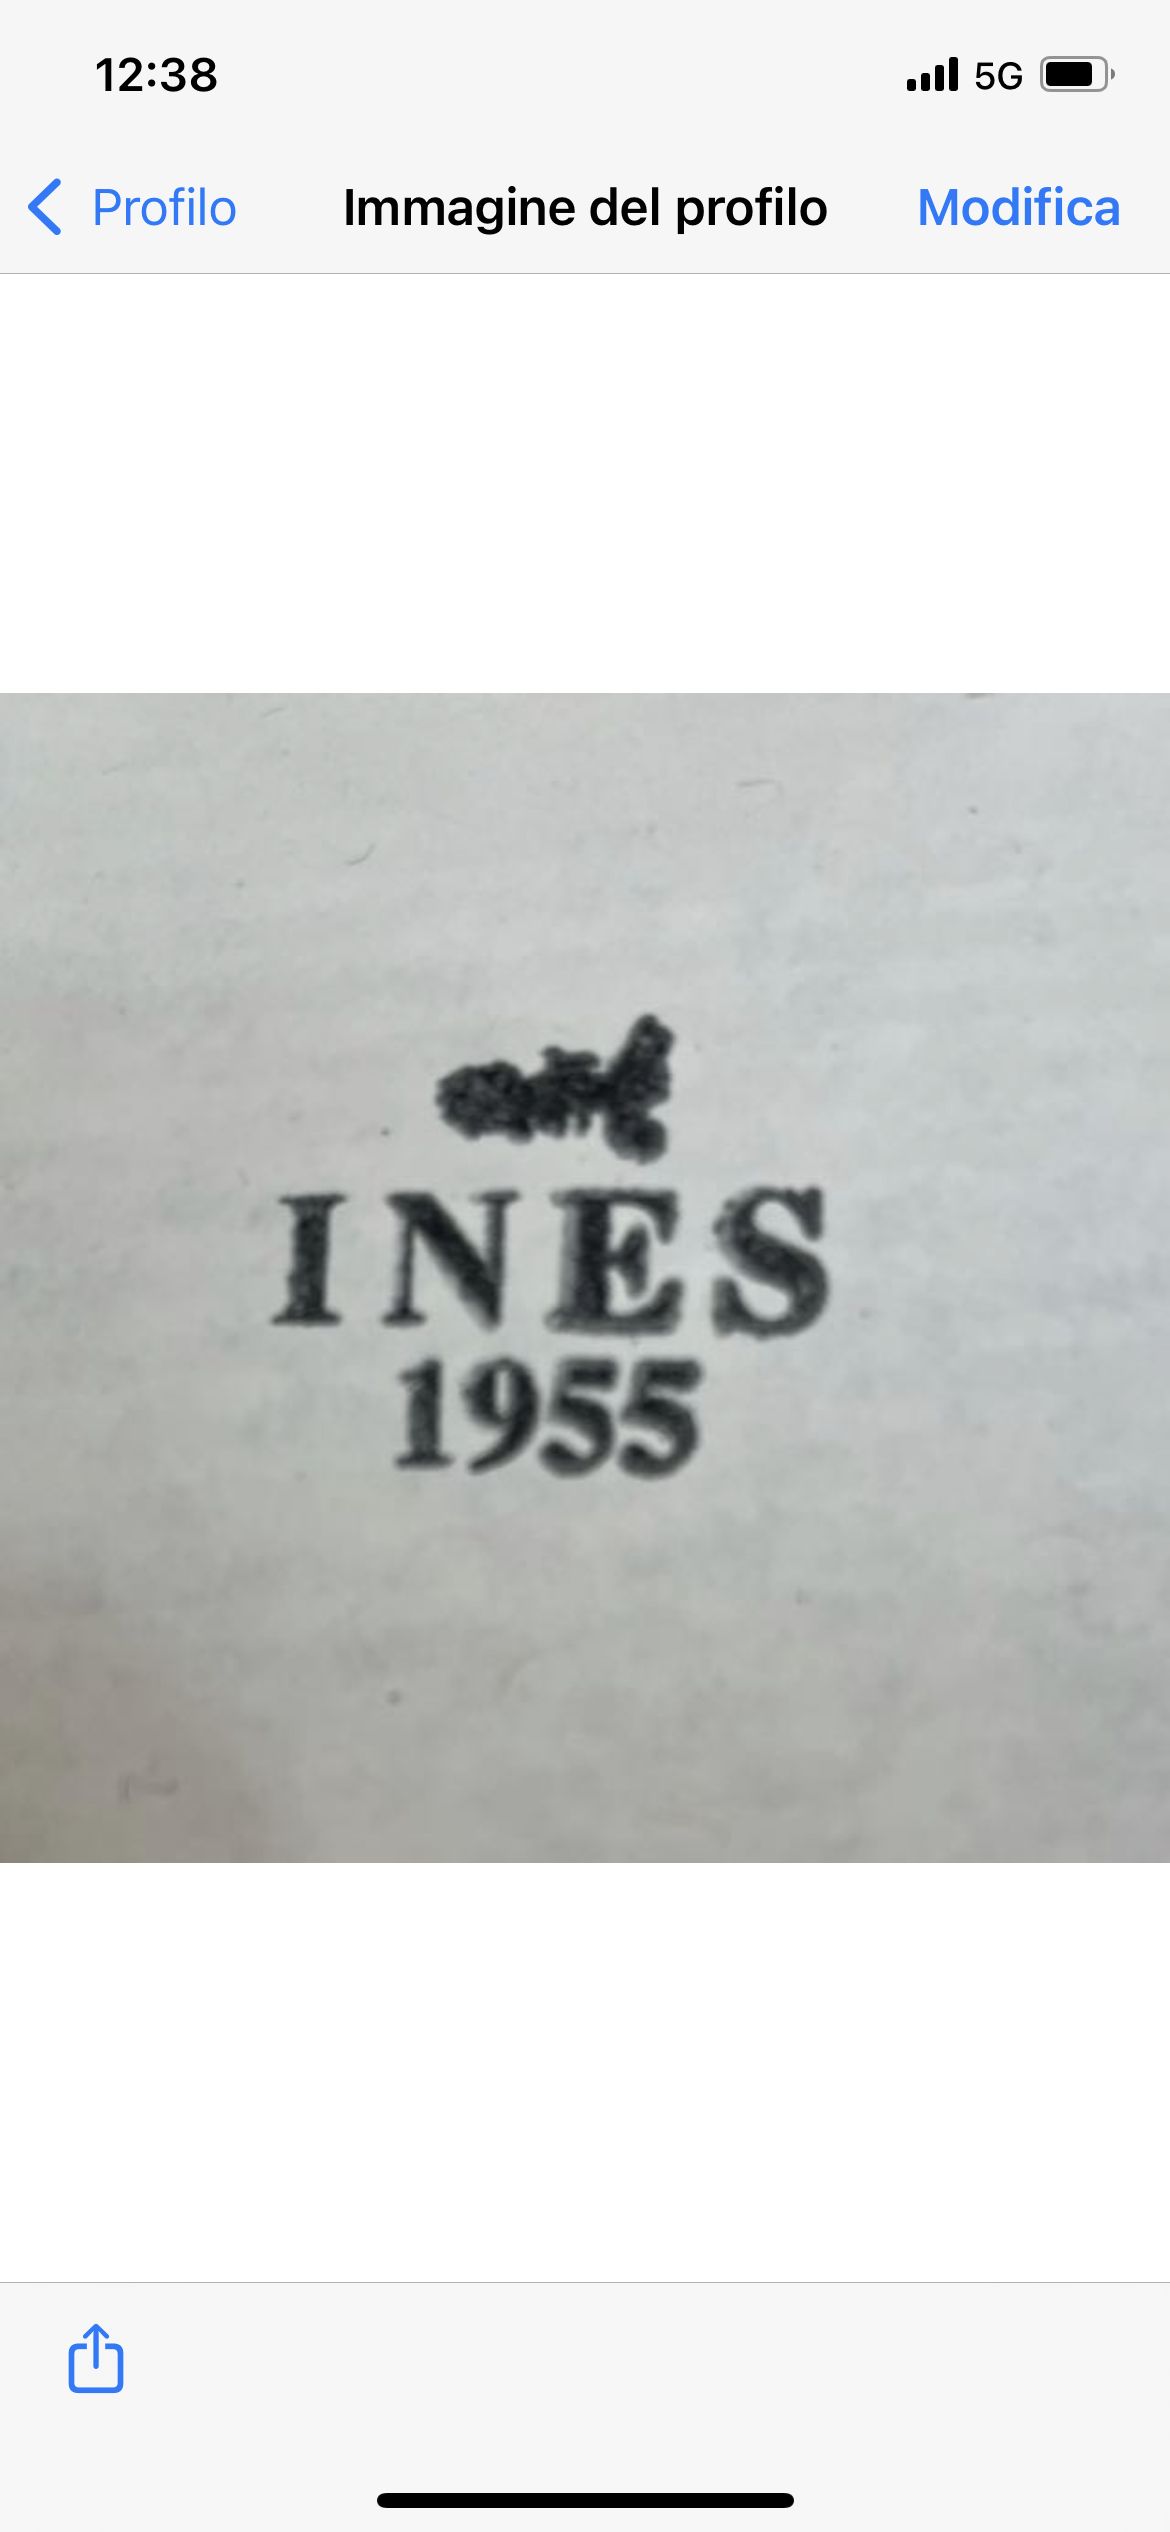 12:38 5G
Profilo Immagine del profilo Modifica
INES
1955